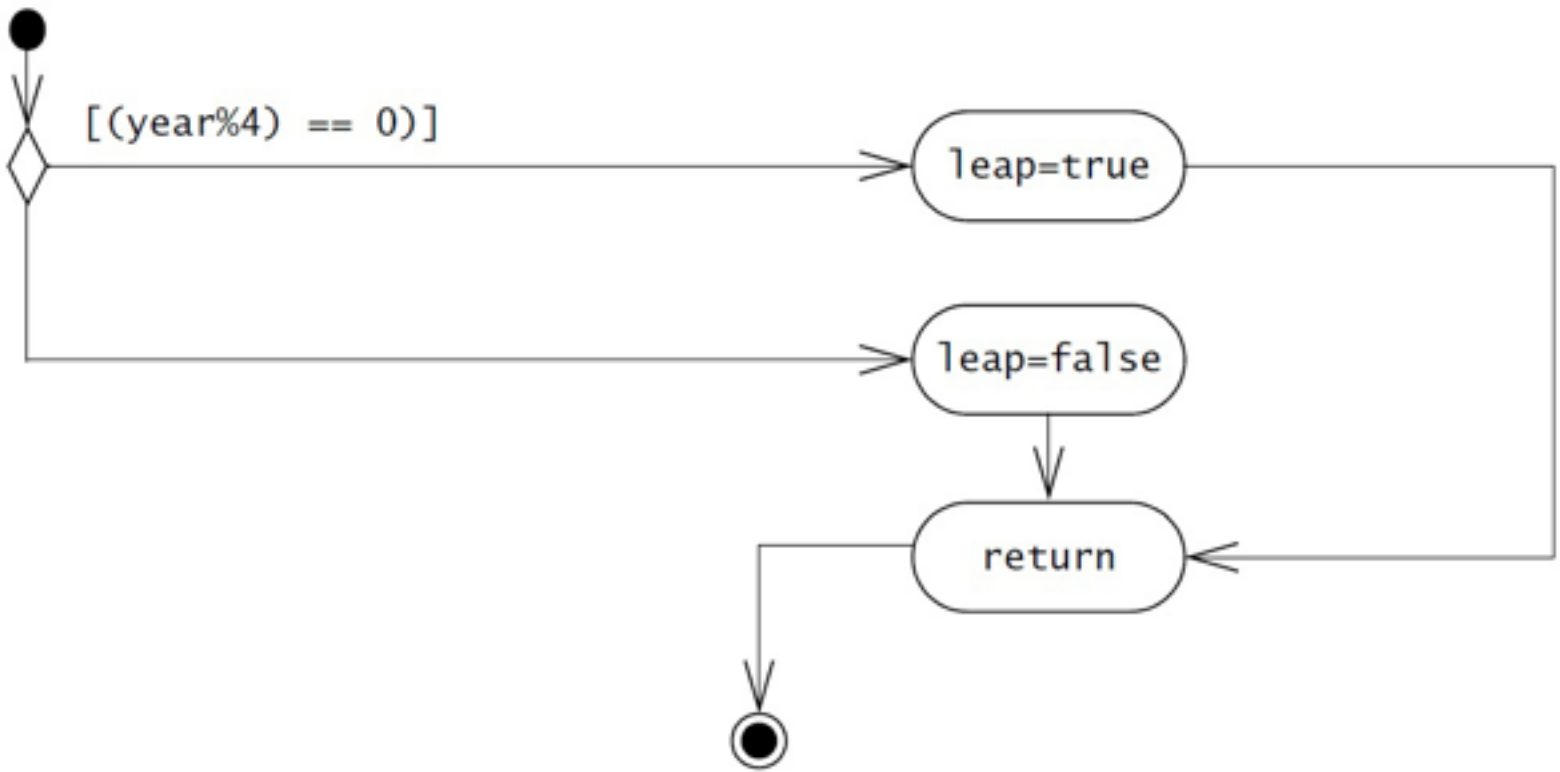 [(year%4) == 0)]
leap=true
leap=false
return